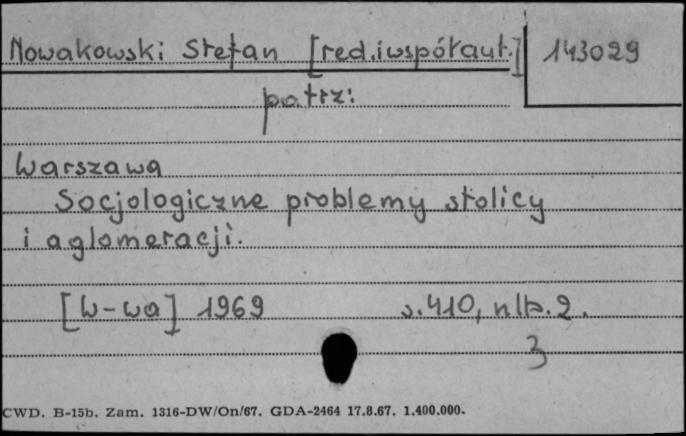 Nowakowski Stefan [red.iwspółaut.] 143029
patrz:
Warszawa
Socjologiczne problemy stolicy
i aglomeracji.
[W-wa] 1969 s.410, nlb.2.
3
CWD. B-15b. Zam. 1316-DW/On/67. GDA-2464 17.8.67. 1.400.000.